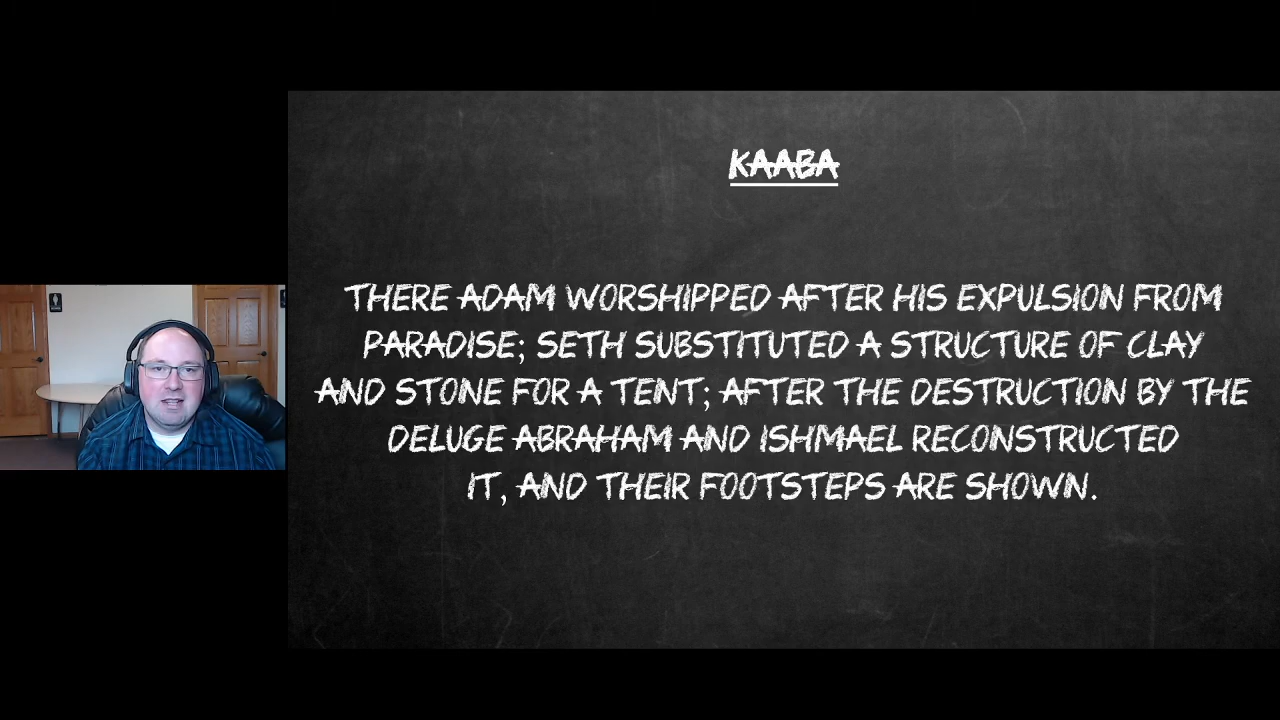 KAABA
THERE ADAM WORSHIPPED AFTER HIS EXPULSION FROM
PARADISE; SETH SUBSTITUTED A STRUCTURE OF CLAY
AND STONE FOR A TENT; AFTER THE DESTRUCTION BY THE
DELUGE ABRAHAM AND ISHMAEL RECONSTRUCTED
IT, AND THEIR FOOTSTEPS ARE SHOWN.